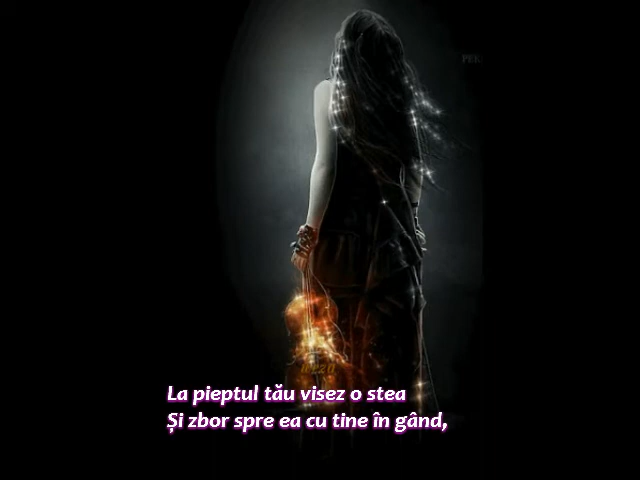 La pieptul tău visez o stea
Și zbor spre ea cu tine în gând,